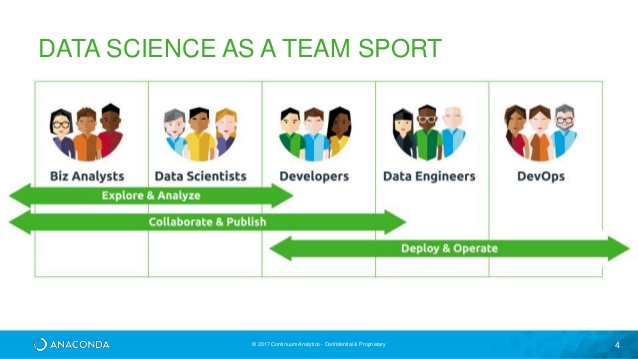 DATA SCIENCE AS A TEAM SPORT
Biz Analysts
Data Scientists
Developers
Data Engineers
DevOps
Explore & Analyze
Collaborate & Publish
Deploy & Operate
ANACONDA
© 2017 Continuum Analytics - Confidential & Proprietary
4